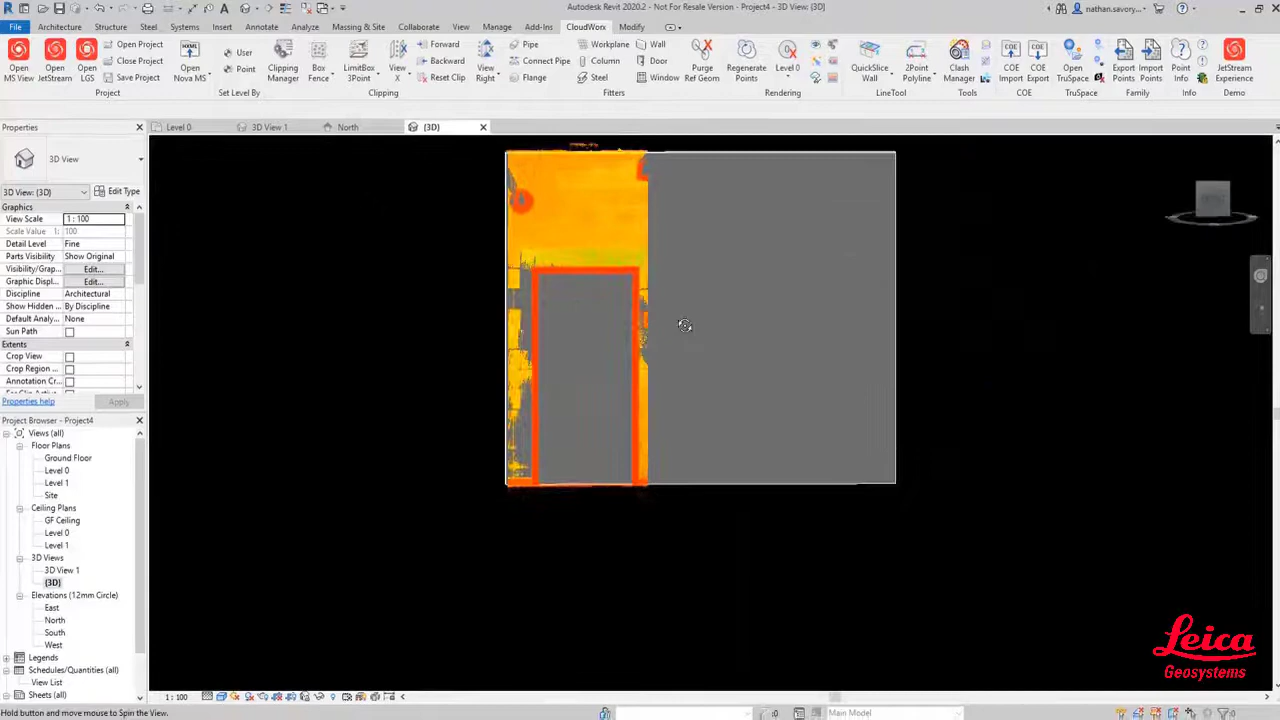 Autodesk Revit 2020.2 - Not For Resale Version - Project4 - 3D View: (3D)
nathan.savory...
File Architecture Structure Steel Systems Insert Annotate Analyze Massing & Site Collaborate View Manage Add-Ins CloudWorx Modify
Open MS View
Open JetStream
Open LGS
Open Project
Close Project
Save Project
Open Nova MS
User
Point
Clipping Manager
Box Fence
LimitBox 3Point
View X
Forward
Backward
Reset Clip
View Right
Pipe
Connect Pipe
Flange
Workplane
Column
Steel
Wall
Door
Window
Purge Ref Geom
Regenerate Points
Level 0
QuickSlice Wall
2Point Polyline
Clash Manager
COE Import
COE Export
Open TruSpace
Export Points
Import Points
Point Info
JetStream Experience
Project Set Level By Clipping Fitters Rendering LineTool Tools COE TruSpace Family Info Demo
Properties
Level 0 3D View 1 North (3D)
3D View
3D View: (3D) Edit Type
Graphics
View Scale 1 : 100
Scale Value 1: 100
Detail Level Fine
Parts Visibility Show Original
Visibility/Grap... Edit...
Graphic Displ... Edit...
Discipline Architectural
Show Hidden ... By Discipline
Default Analy... None
Sun Path
Extents
Crop View
Crop Region ...
Annotation Cr...
Properties help Apply
Project Browser - Project4
Views (all)
Floor Plans
Ground Floor
Level 0
Level 1
Site
Ceiling Plans
GF Ceiling
Level 0
Level 1
3D Views
3D View 1
(3D)
Elevations (12mm Circle)
East
North
South
West
Legends
Schedules/Quantities (all)
View List
Sheets (all)
Leica
Geosystems
1 : 100
Hold button and move mouse to Spin the View.
:0
Main Model
:0